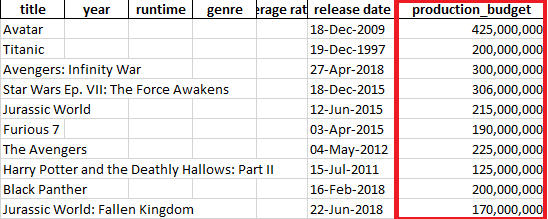 title year runtime genre erage rat release date production_budget
Avatar 18-Dec-2009 425,000,000
Titanic 19-Dec-1997 200,000,000
Avengers: Infinity War 27-Apr-2018 300,000,000
Star Wars Ep. VII: The Force Awakens 18-Dec-2015 306,000,000
Jurassic World 12-Jun-2015 215,000,000
Furious 7 03-Apr-2015 190,000,000
The Avengers 04-May-2012 225,000,000
Harry Potter and the Deathly Hallows: Part II 15-Jul-2011 125,000,000
Black Panther 16-Feb-2018 200,000,000
Jurassic World: Fallen Kingdom 22-Jun-2018 170,000,000